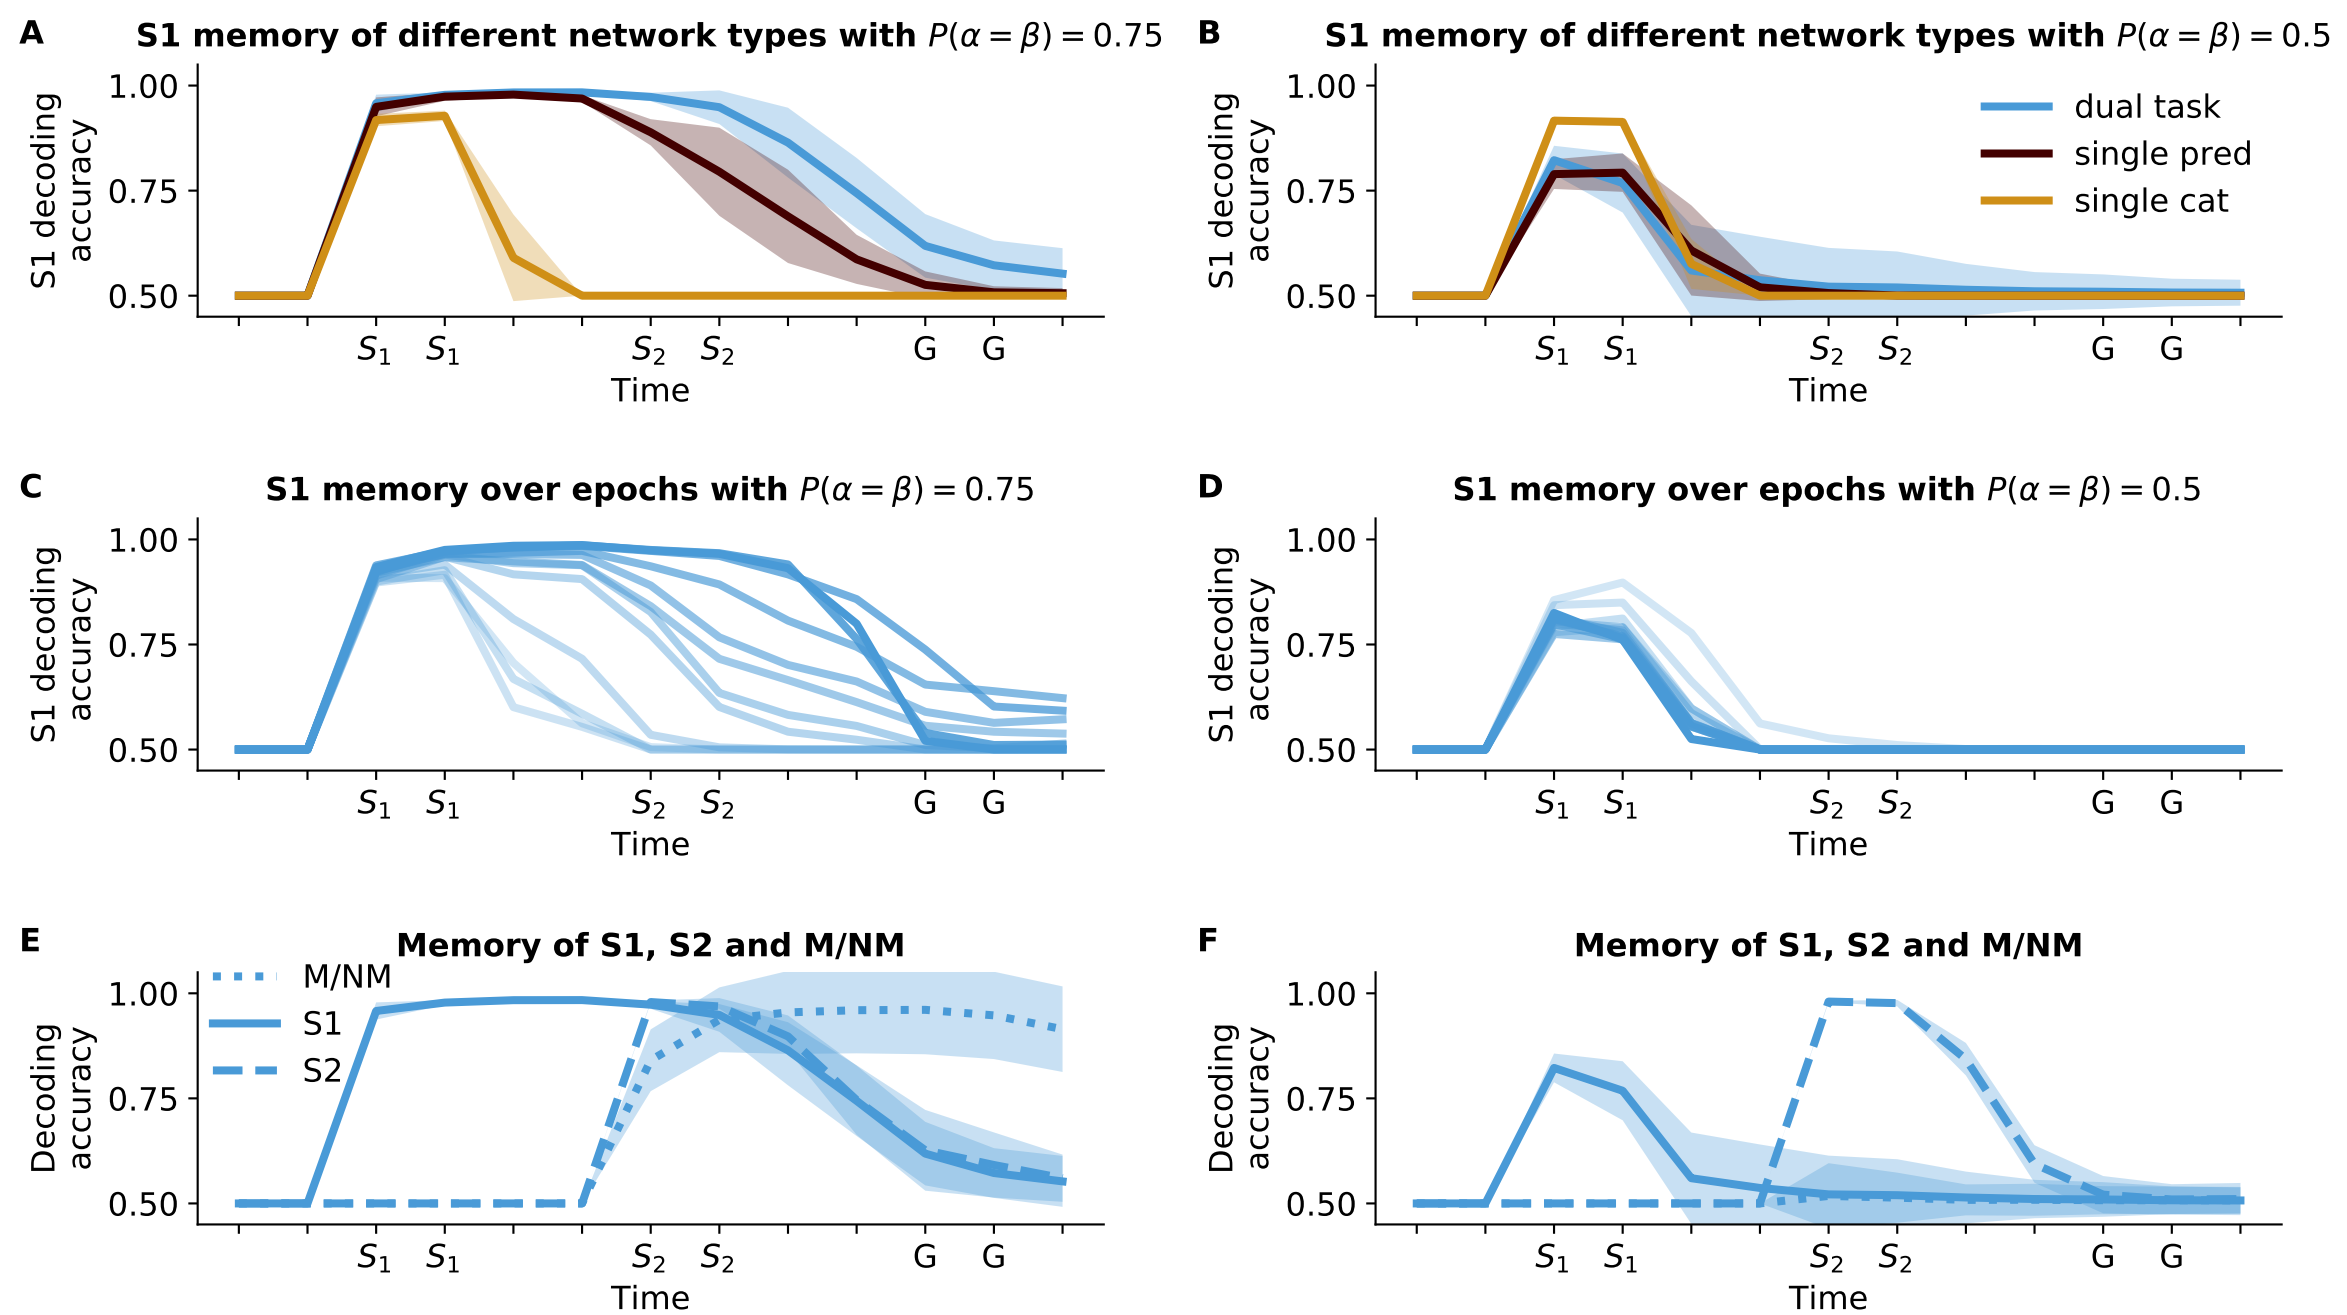 A
S1 memory of different network types with P(α = β) = 0.75
S1 decoding
accuracy
1.00
0.75
0.50
S₁ S₁ S₂ S₂ G G
Time
B
S1 memory of different network types with P(α = β) = 0.5
S1 decoding
accuracy
1.00
0.75
0.50
dual task
single pred
single cat
S₁ S₁ S₂ S₂ G G
Time
C
S1 memory over epochs with P(α = β) = 0.75
S1 decoding
accuracy
1.00
0.75
0.50
S₁ S₁ S₂ S₂ G G
Time
D
S1 memory over epochs with P(α = β) = 0.5
S1 decoding
accuracy
1.00
0.75
0.50
S₁ S₁ S₂ S₂ G G
Time
E
Memory of S1, S2 and M/NM
Decoding
accuracy
1.00
0.75
0.50
M/NM
S1
S2
S₁ S₁ S₂ S₂ G G
Time
F
Memory of S1, S2 and M/NM
Decoding
accuracy
1.00
0.75
0.50
S₁ S₁ S₂ S₂ G G
Time